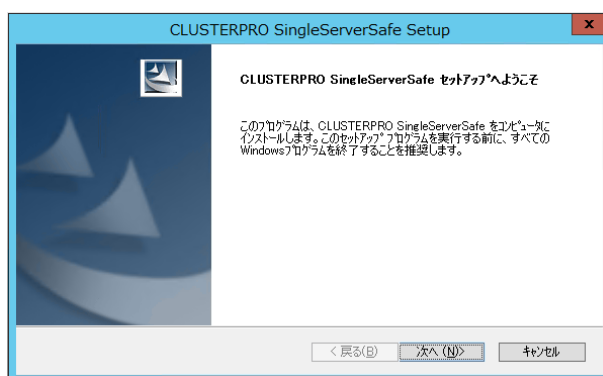 CLUSTERPRO SingleServerSafe Setup
x
CLUSTERPRO SingleServerSafe セットアップへようこそ
このプログラムは、CLUSTERPRO SingleServerSafe をコンピュータに
インストールします。このセットアップ プログラムを実行する前に、すべての
Windowsプログラムを終了することを推奨します。
< 戻る(B) 次へ (N)> キャンセル